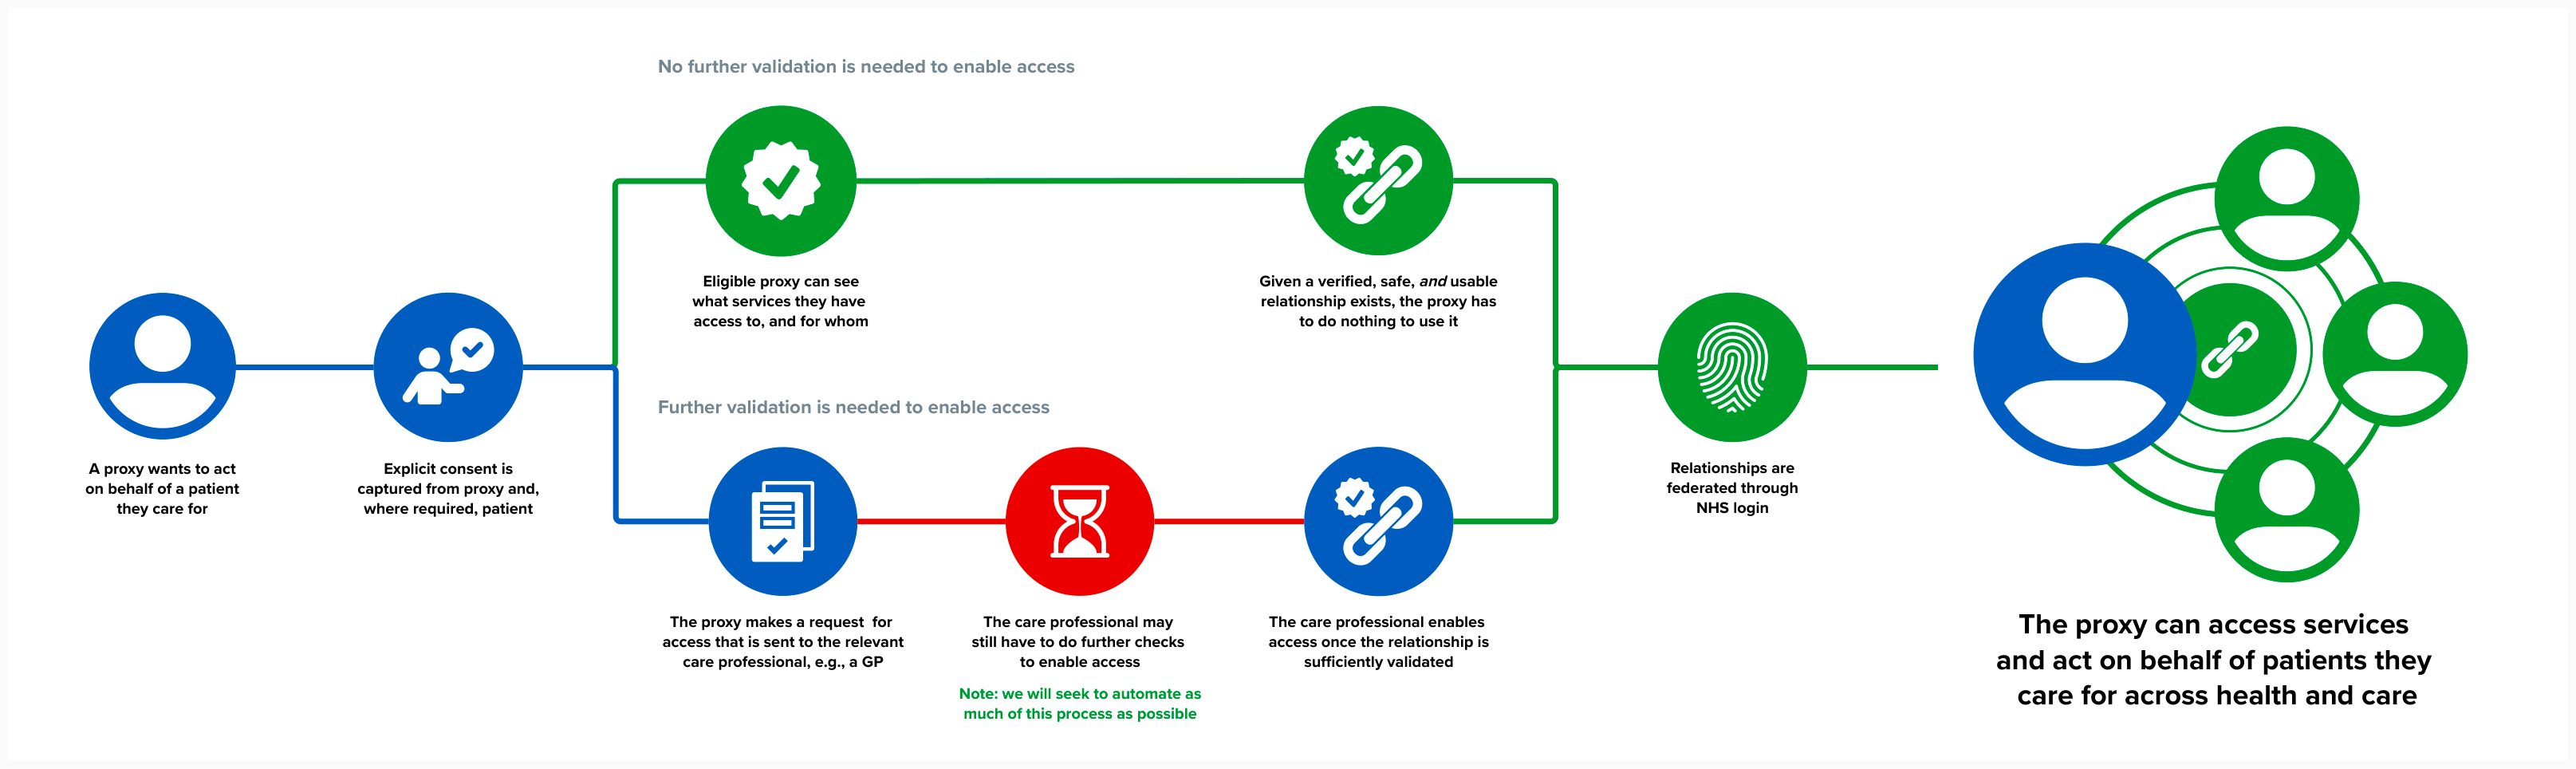 No further validation is needed to enable access
Eligible proxy can see
what services they have
access to, and for whom
Given a verified, safe, and usable
relationship exists, the proxy has
to do nothing to use it
A proxy wants to act
on behalf of a patient
they care for
Explicit consent is
captured from proxy and,
where required, patient
Further validation is needed to enable access
The proxy makes a request for
access that is sent to the relevant
care professional, e.g., a GP
The care professional may
still have to do further checks
to enable access
Note: we will seek to automate as
much of this process as possible
The care professional enables
access once the relationship is
sufficiently validated
Relationships are
federated through
NHS login
The proxy can access services
and act on behalf of patients they
care for across health and care